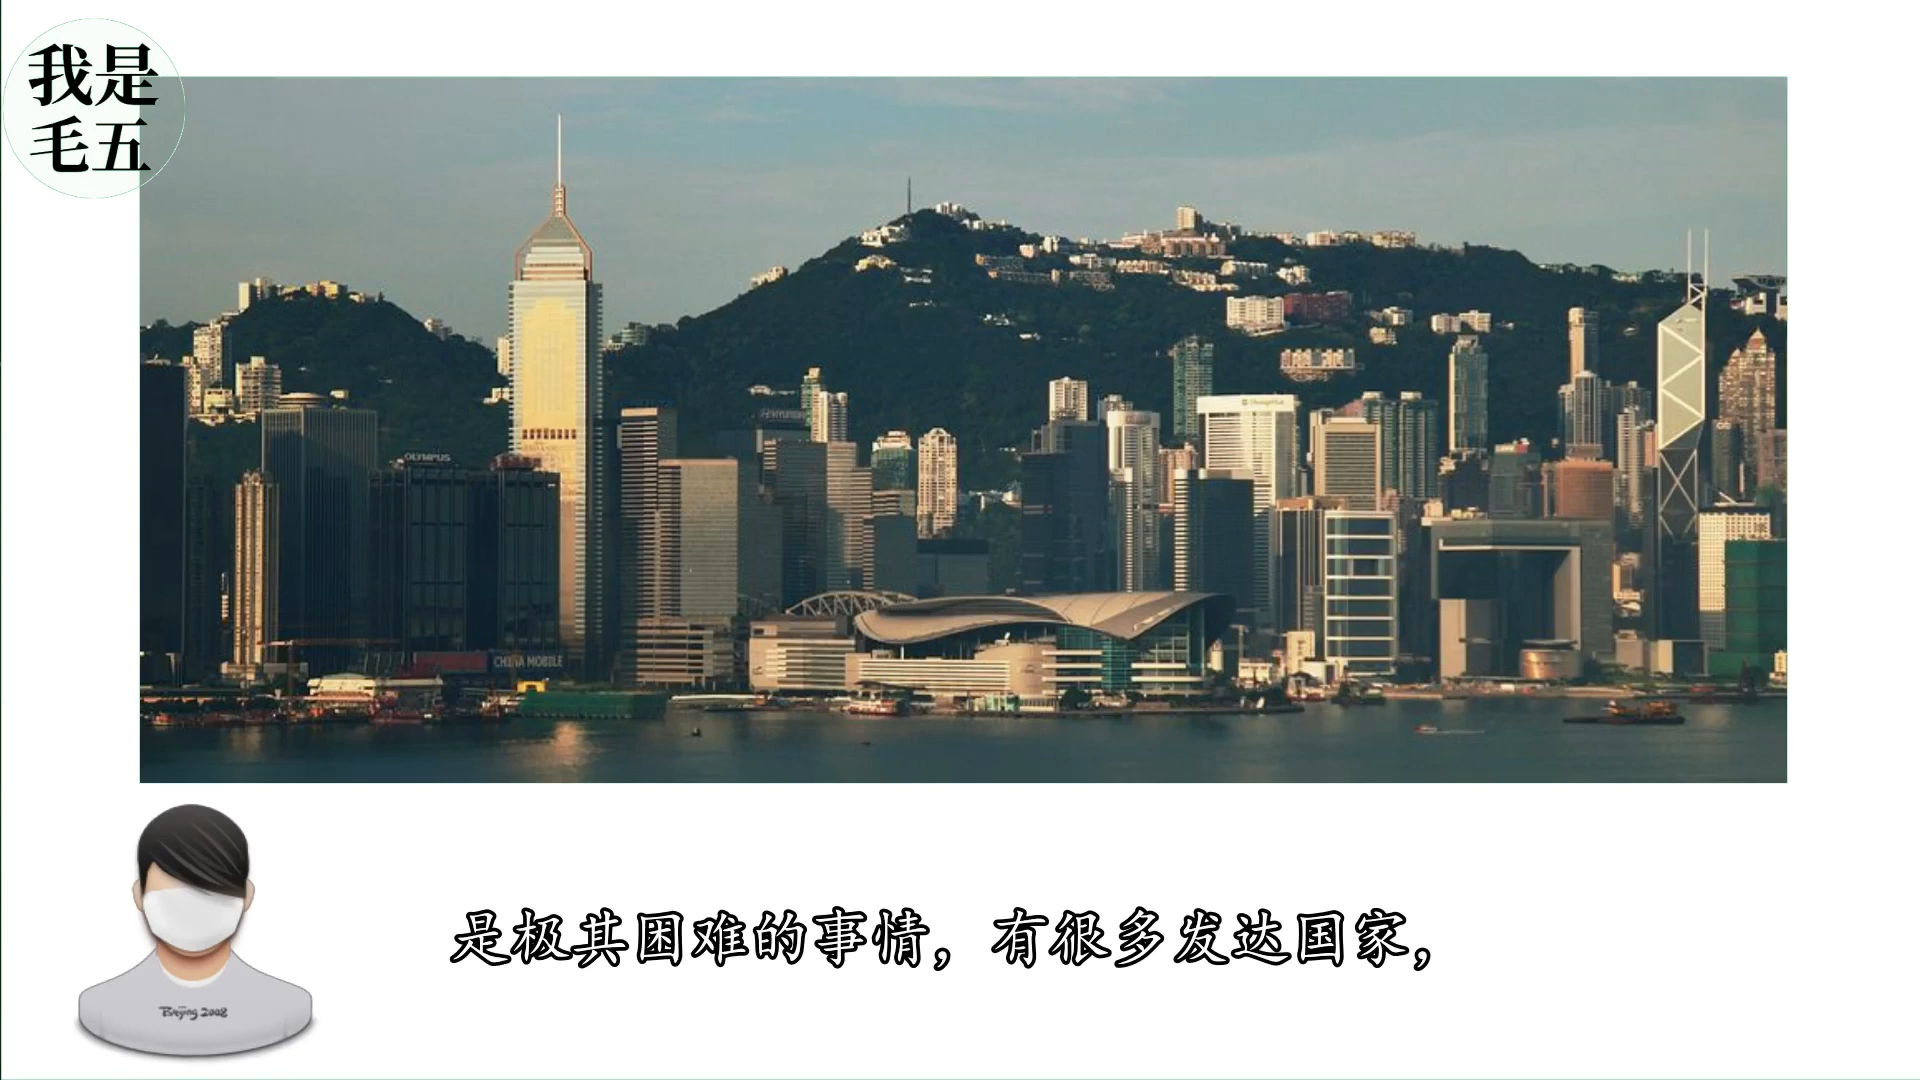 我是
毛五
OLYMPUS
CHINA MOBILE
Beijing 2008
是极其困难的事情，有很多发达国家，